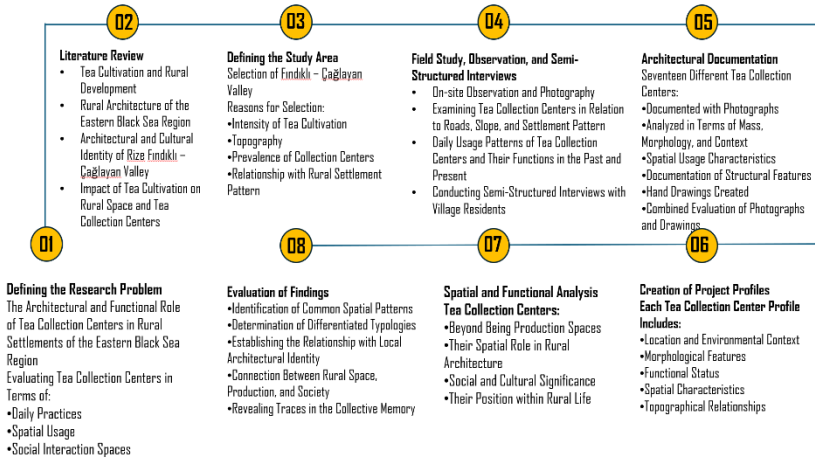 01
Defining the Research Problem
The Architectural and Functional Role
of Tea Collection Centers in Rural
Settlements of the Eastern Black Sea
Region
Evaluating Tea Collection Centers in
Terms of:
•Daily Practices
•Spatial Usage
•Social Interaction Spaces
02
Literature Review
• Tea Cultivation and Rural
Development
• Rural Architecture of the
Eastern Black Sea Region
• Architectural and Cultural
Identity of Rize Fındıklı –
Çağlayan Valley
• Impact of Tea Cultivation on
Rural Space and Tea
Collection Centers
03
Defining the Study Area
Selection of Fındıklı – Çağlayan
Valley
Reasons for Selection:
•Intensity of Tea Cultivation
•Topography
•Prevalence of Collection Centers
•Relationship with Rural Settlement
Pattern
04
Field Study, Observation, and Semi-
Structured Interviews
• On-site Observation and Photography
• Examining Tea Collection Centers in Relation
to Roads, Slope, and Settlement Pattern
• Daily Usage Patterns of Tea Collection
Centers and Their Functions in the Past and
Present
• Conducting Semi-Structured Interviews with
Village Residents
05
Architectural Documentation
Seventeen Different Tea Collection
Centers:
•Documented with Photographs
•Analyzed in Terms of Mass,
Morphology, and Context
•Spatial Usage Characteristics
•Documentation of Structural Features
•Hand Drawings Created
•Combined Evaluation of Photographs
and Drawings
06
Creation of Project Profiles
Each Tea Collection Center Profile
Includes:
•Location and Environmental Context
•Morphological Features
•Functional Status
•Spatial Characteristics
•Topographical Relationships
07
Spatial and Functional Analysis
Tea Collection Centers:
•Beyond Being Production Spaces
•Their Spatial Role in Rural
Architecture
•Social and Cultural Significance
•Their Position within Rural Life
08
Evaluation of Findings
•Identification of Common Spatial Patterns
•Determination of Differentiated Typologies
•Establishing the Relationship with Local
Architectural Identity
•Connection Between Rural Space,
Production, and Society
•Revealing Traces in the Collective Memory